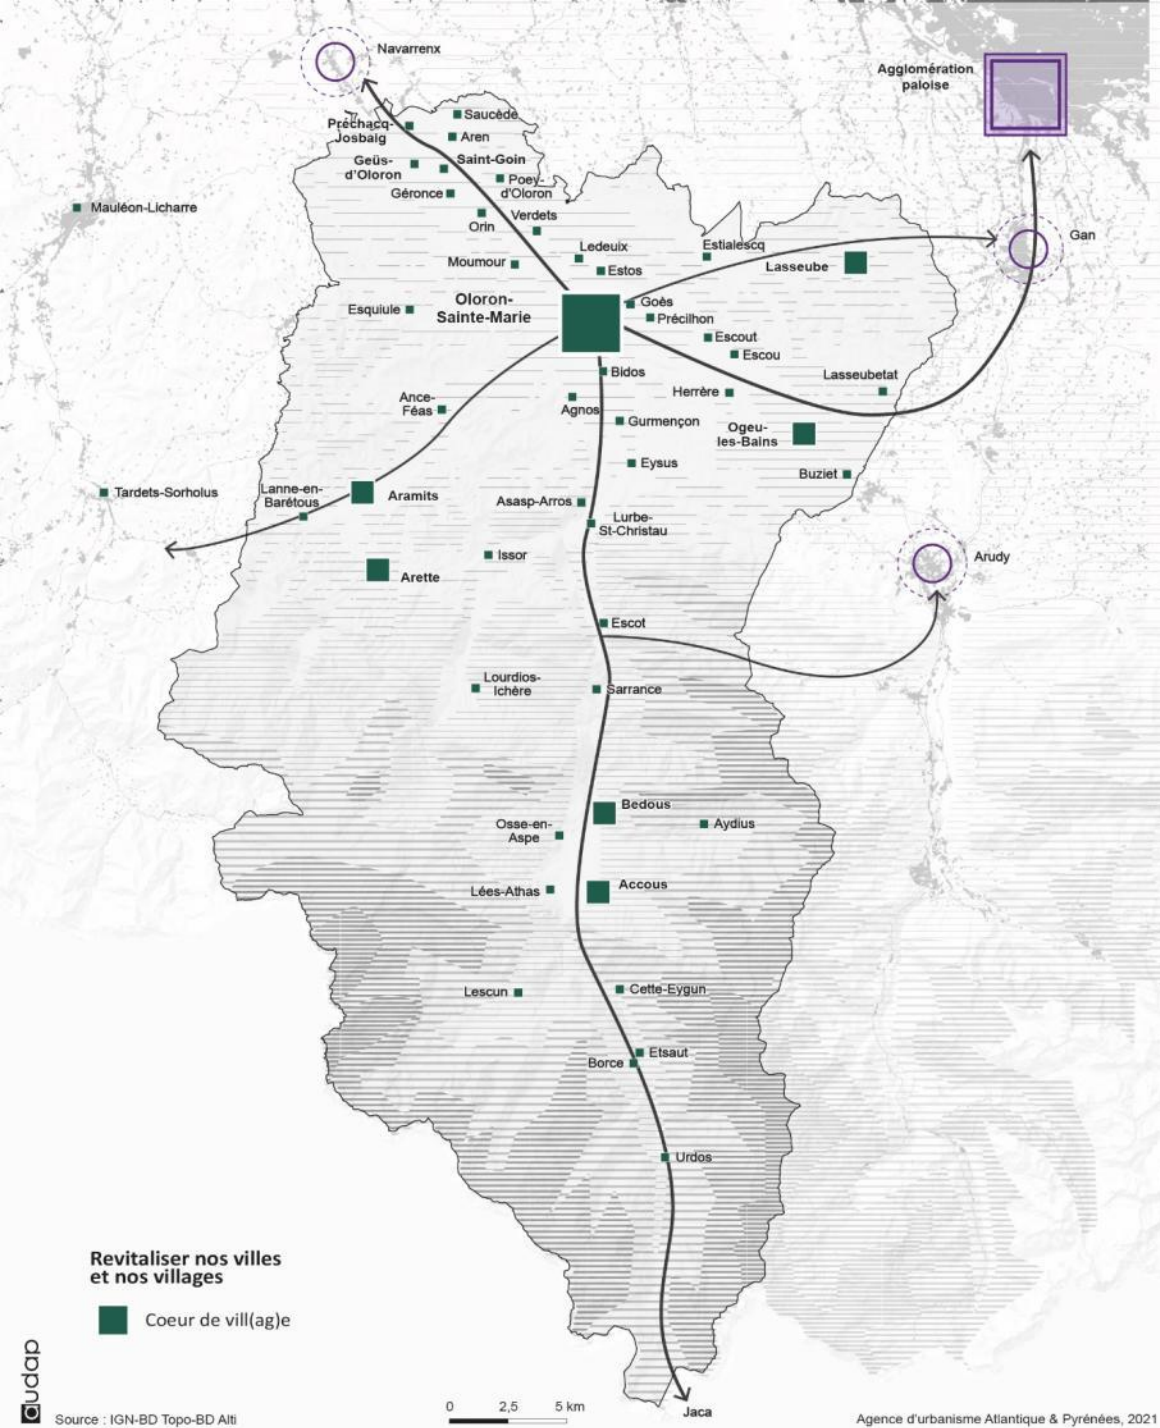 Navarrenx
Agglomération
paloise
Saucède
Préchacq-
Josbaig
Aren
Geüs-
d'Oloron
Saint-Goin
Poey-
d'Oloron
Géronce
Mauléon-Licharre
Verdets
Orin
Gan
Ledeuix
Estialescq
Moumour
Lasseube
Estos
Oloron-
Sainte-Marie
Goès
Esquiule
Précilhon
Escout
Escou
Bidos
Lasseubetat
Herrère
Ance-
Féas
Agnos
Gurmençon
Ogeu-
les-Bains
Eysus
Buziet
Tardets-Sorholus
Lanne-en-
Barétous
Aramits
Asasp-Arros
Lurbe-
St-Christau
Issor
Arudy
Arette
Escot
Lourdios-
Ichère
Sarrance
Bedous
Osse-en-
Aspe
Aydius
Accous
Lées-Athas
Lescun
Cette-Eygun
Etsaut
Borce
Urdos
Revitaliser nos villes
et nos villages
Coeur de vill(ag)e
audap
Source : IGN-BD Topo-BD Alti
0 2,5 5 km
Jaca
Agence d'urbanisme Atlantique & Pyrénées, 2021